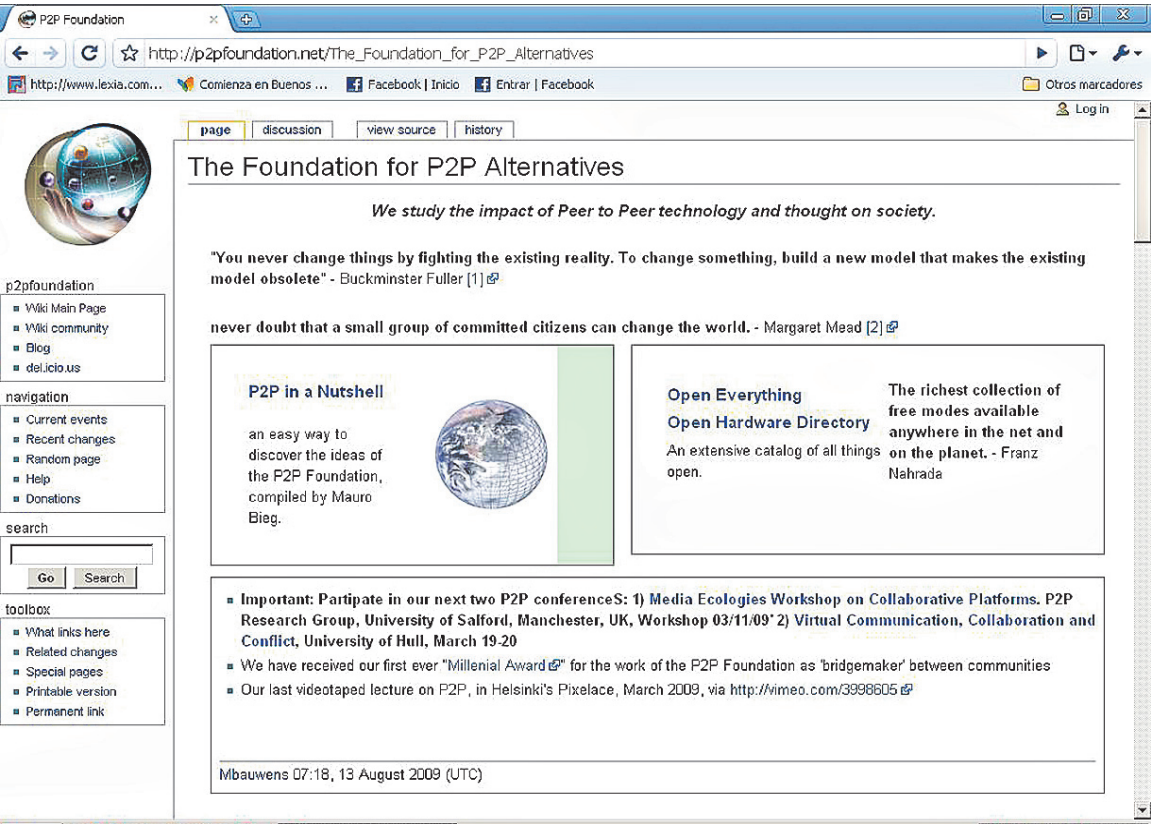 P2P Foundation
http://p2pfoundation.net/The_Foundation_for_P2P_Alternatives
http://www.lexia.com... Comienza en Buenos ... Facebook | Inicio Entrar | Facebook Otros marcadores
Log in
page discussion view source history
The Foundation for P2P Alternatives
We study the impact of Peer to Peer technology and thought on society.
"You never change things by fighting the existing reality. To change something, build a new model that makes the existing
model obsolete" - Buckminster Fuller [1]
never doubt that a small group of committed citizens can change the world. - Margaret Mead [2]
p2pfoundation
Wiki Main Page
Wiki community
Blog
del.icio.us
navigation
Current events
Recent changes
Random page
Help
Donations
search
Go Search
toolbox
What links here
Related changes
Special pages
Printable version
Permanent link
P2P in a Nutshell
an easy way to
discover the ideas of
the P2P Foundation,
compiled by Mauro
Bieg.
Open Everything
Open Hardware Directory
An extensive catalog of all things
open.
The richest collection of
free modes available
anywhere in the net and
on the planet. - Franz
Nahrada
Important: Partipate in our next two P2P conferenceS: 1) Media Ecologies Workshop on Collaborative Platforms. P2P
Research Group, University of Salford, Manchester, UK, Workshop 03/11/09" 2) Virtual Communication, Collaboration and
Conflict, University of Hull, March 19-20
We have received our first ever "Millenial Award" for the work of the P2P Foundation as 'bridgemaker' between communities
Our last videotaped lecture on P2P, in Helsinki's Pixelace, March 2009, via http://vimeo.com/3998605
Mbauwens 07:18, 13 August 2009 (UTC)